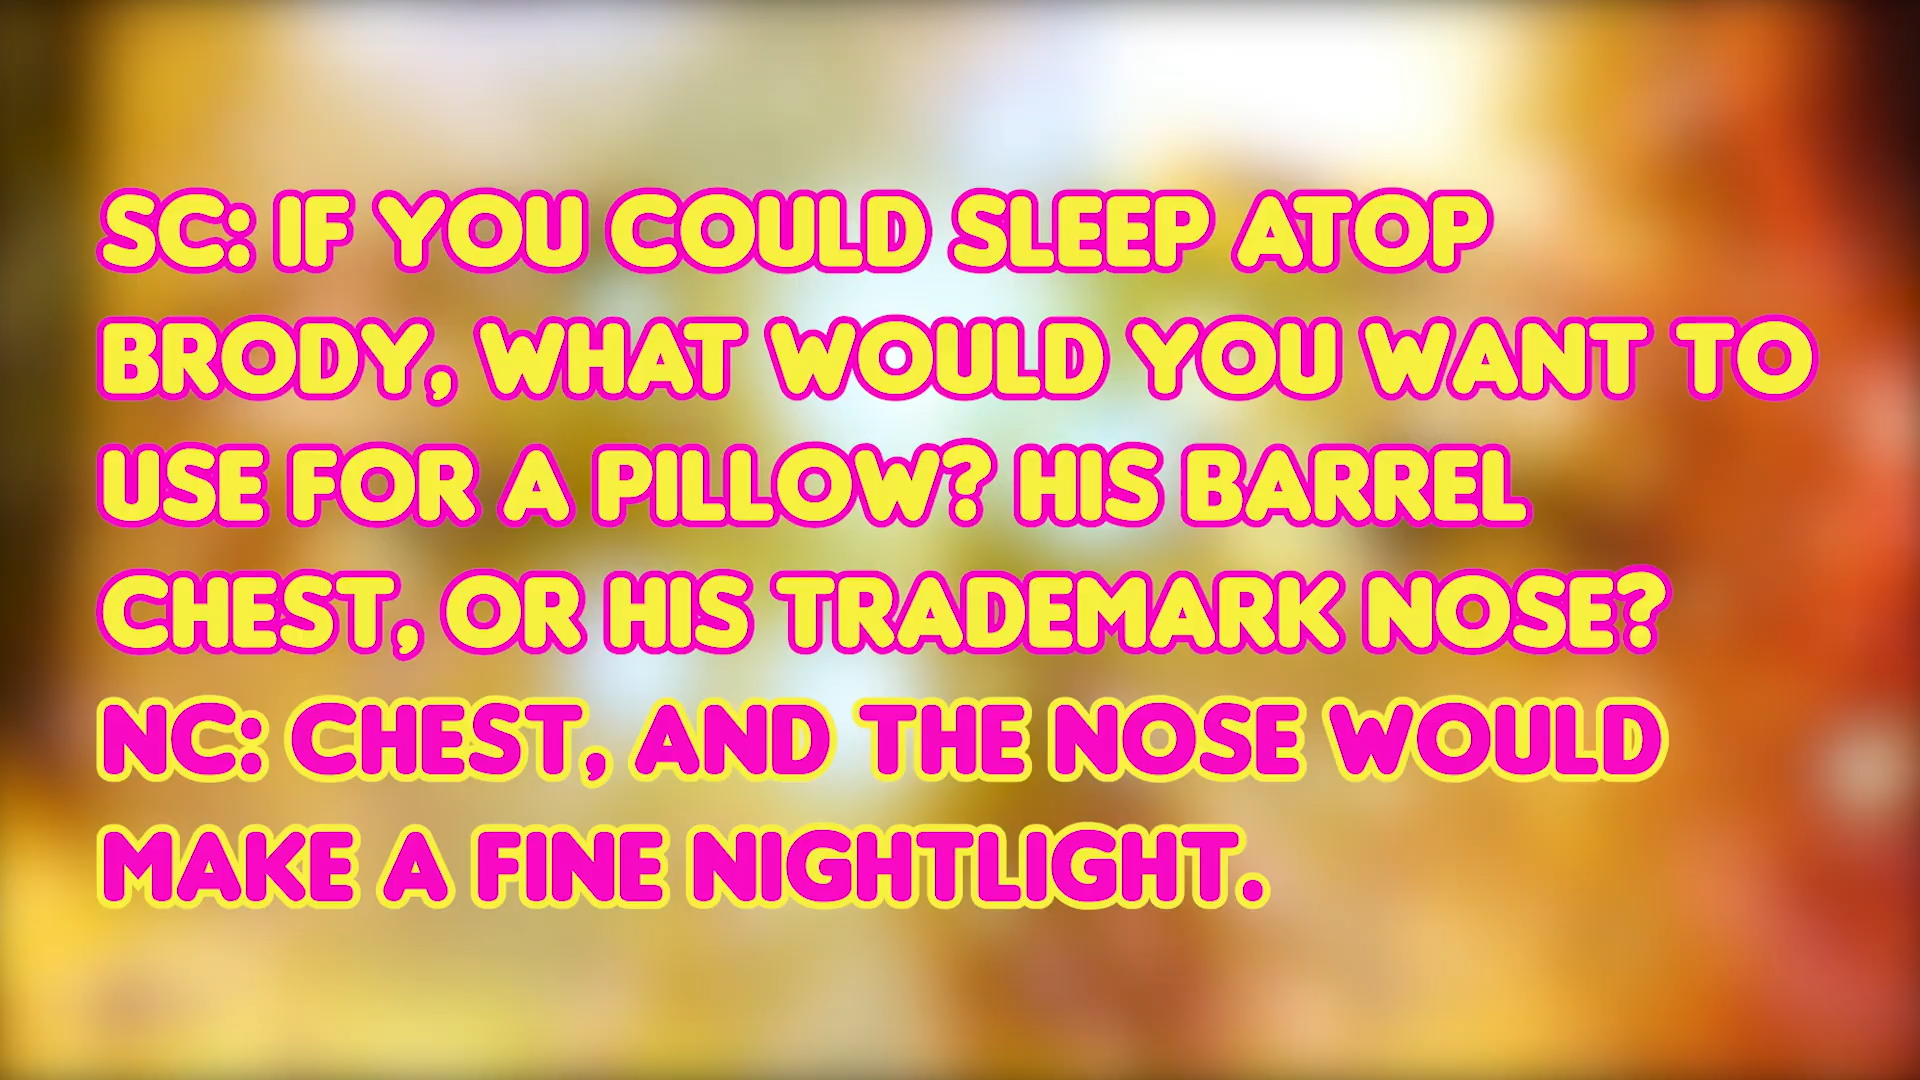 SC: IF YOU COULD SLEEP ATOP
BRODY, WHAT WOULD YOU WANT TO
USE FOR A PILLOW? HIS BARREL
CHEST, OR HIS TRADEMARK NOSE?
NC: CHEST, AND THE NOSE WOULD
MAKE A FINE NIGHTLIGHT.